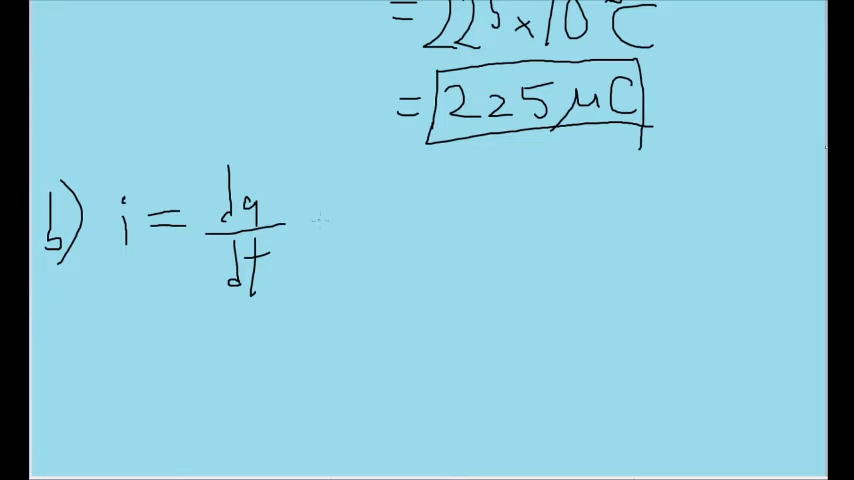 = 225 × 10 C
= 225 μC
b) i = dq/dt